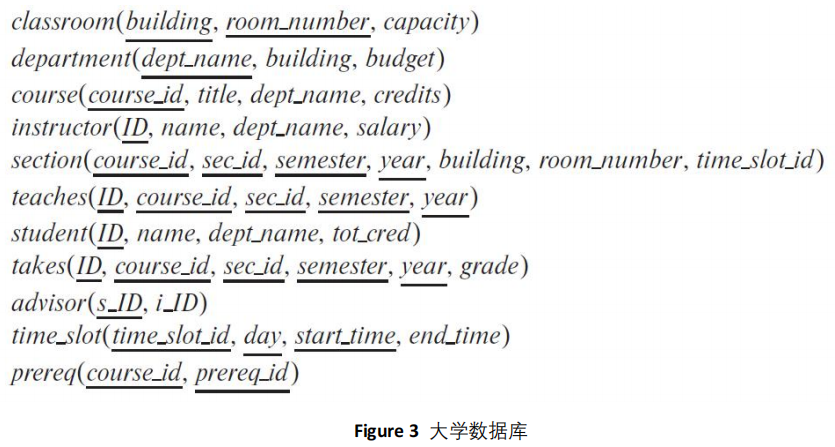 classroom(building, room_number, capacity)
department(dept_name, building, budget)
course(course_id, title, dept_name, credits)
instructor(ID, name, dept_name, salary)
section(course_id, sec_id, semester, year, building, room_number, time_slot_id)
teaches(ID, course_id, sec_id, semester, year)
student(ID, name, dept_name, tot_cred)
takes(ID, course_id, sec_id, semester, year, grade)
advisor(s_ID, i_ID)
time_slot(time_slot_id, day, start_time, end_time)
prereq(course_id, prereq_id)
Figure 3 大学数据库